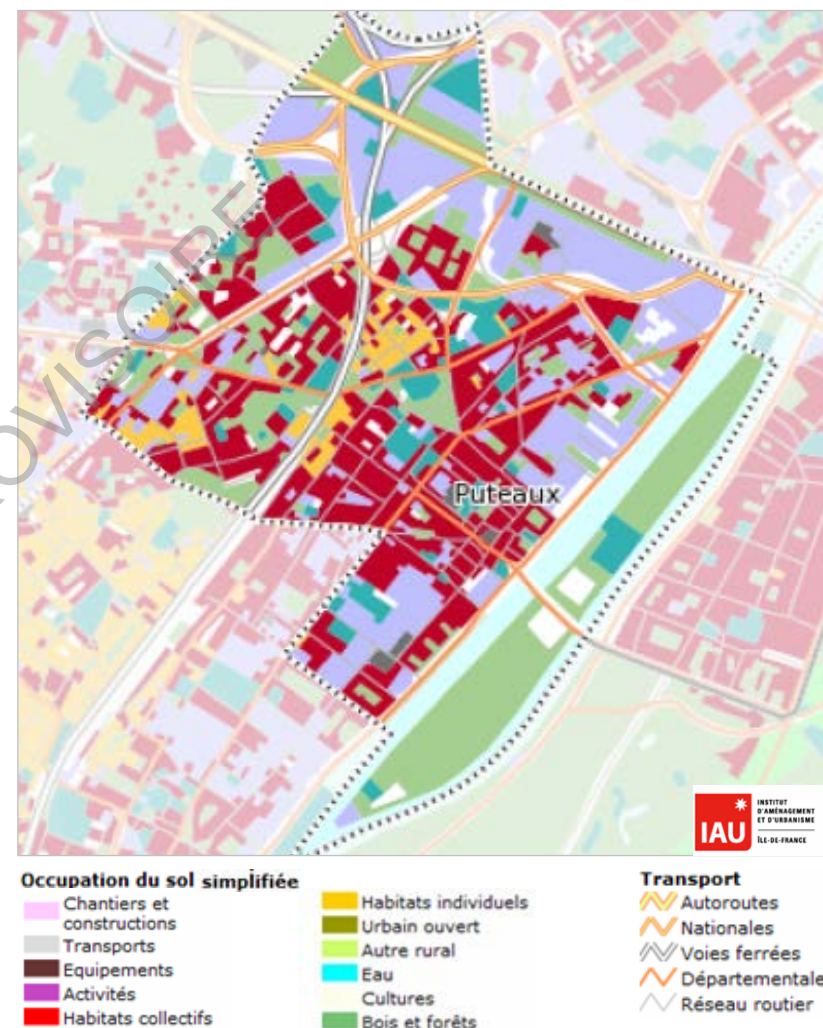 PROVISOIRE
Puteaux
IAU
INSTITUT
D'AMÉNAGEMENT
ET D'URBANISME
ÎLE-DE-FRANCE
Occupation du sol simplifiée
Chantiers et
constructions
Transports
Equipements
Activités
Habitats collectifs
Habitats individuels
Urbain ouvert
Autre rural
Eau
Cultures
Bois et forêts
Transport
Autoroutes
Nationales
Voies ferrées
Départementale
Réseau routier